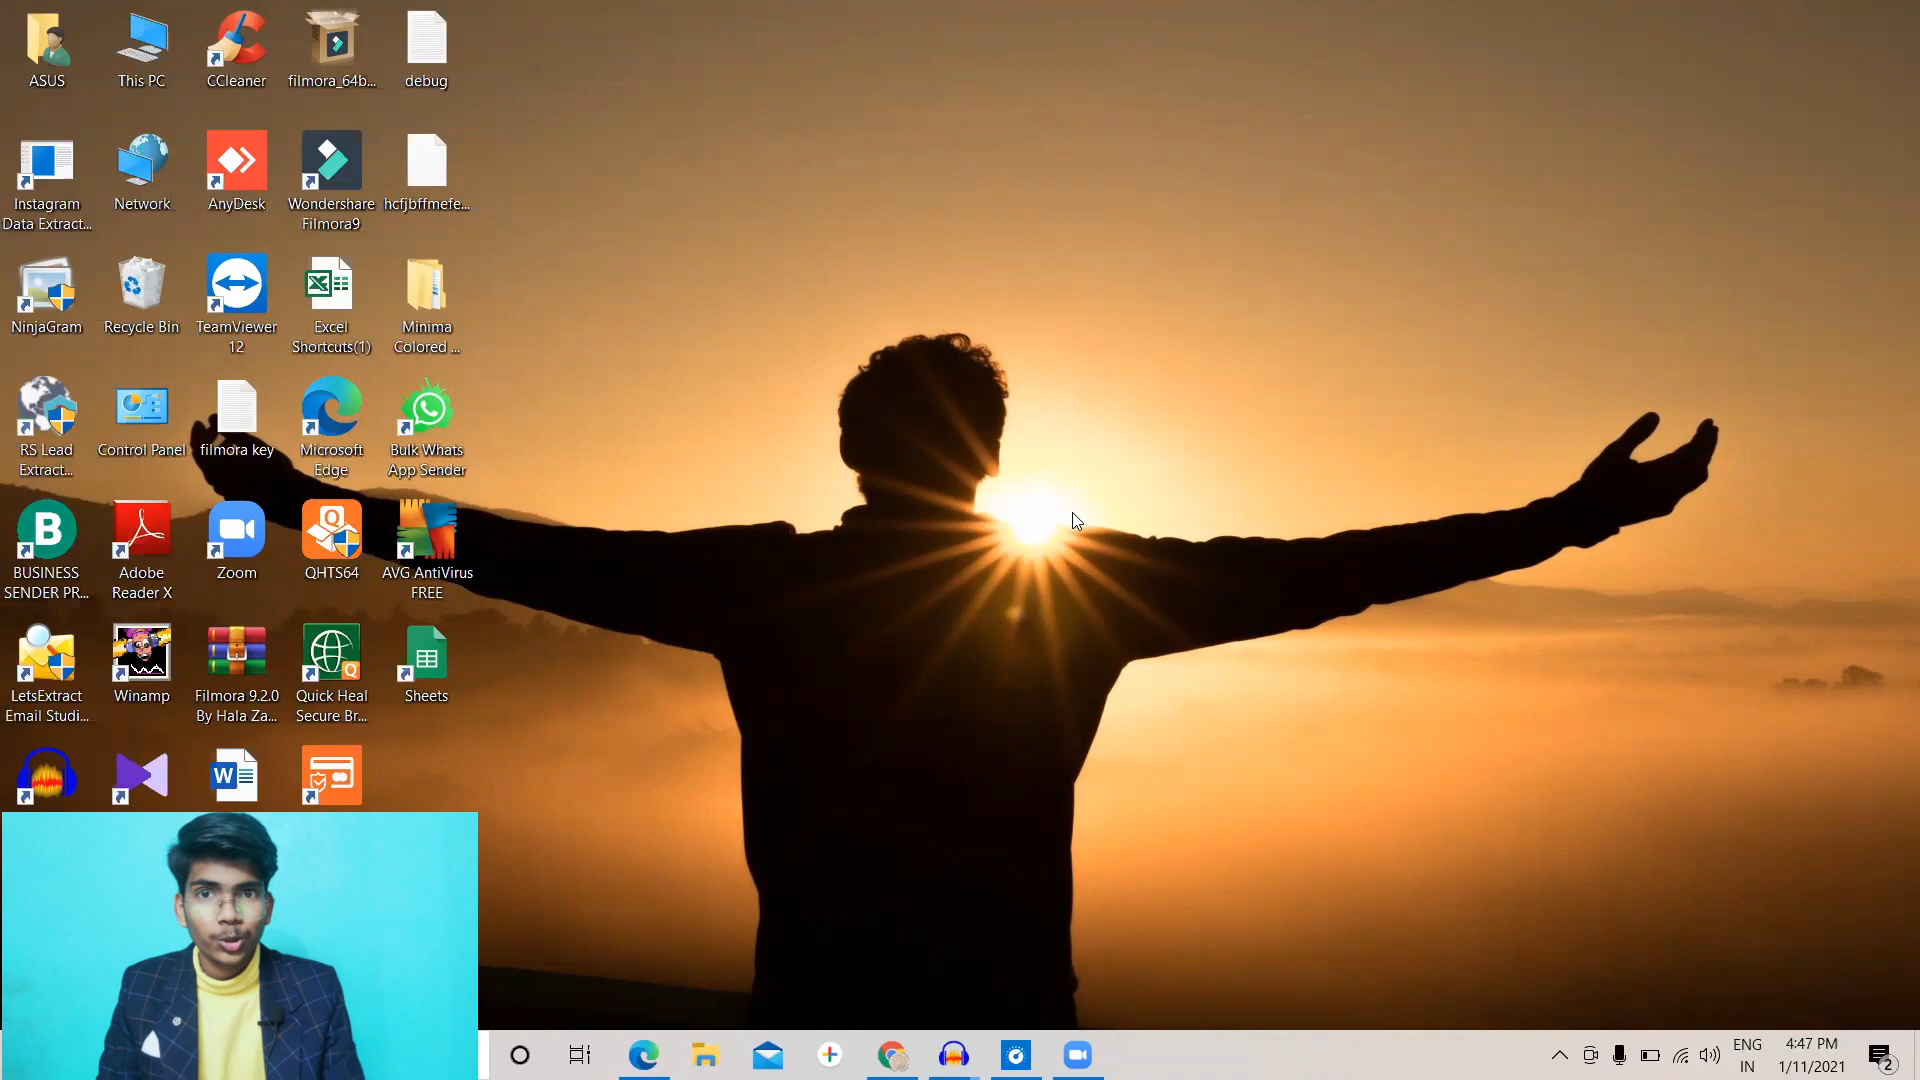 ASUS
This PC
CCleaner
filmora_64b...
debug
Instagram
Data Extract...
Network
AnyDesk
Wondershare
Filmora9
hcfjbffmefe...
NinjaGram
Recycle Bin
TeamViewer
12
Excel
Shortcuts(1)
Minima
Colored ...
RS Lead
Extract...
Control Panel
filmora key
Microsoft
Edge
Bulk Whats
App Sender
B
BUSINESS
SENDER PR...
Adobe
Reader X
Zoom
Q
QHTS64
AVG AntiVirus
FREE
LetsExtract
Email Studi...
Winamp
Filmora 9.2.0
By Hala Za...
Q
Quick Heal
Secure Br...
Sheets
W
ENG
IN
4:47 PM
1/11/2021
2